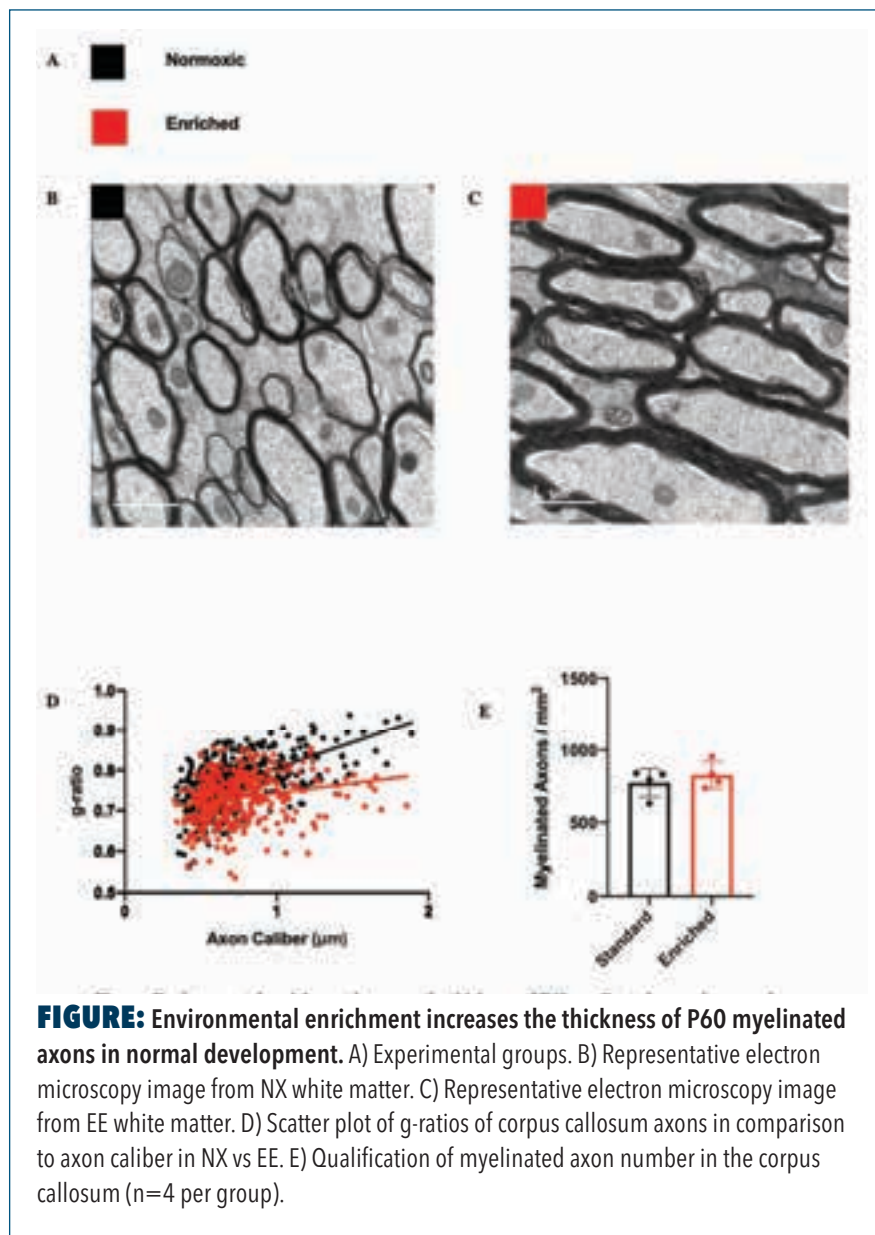 A Normoxic
Enriched
B C
D
1.0
0.9
0.8
0.7
0.6
0.5
g-ratio
0 1 2
Axon Caliber (µm)
E
1500
1000
500
0
Myelinated Axons / mm²
Standard Enriched
FIGURE: Environmental enrichment increases the thickness of P60 myelinated
axons in normal development. A) Experimental groups. B) Representative electron
microscopy image from NX white matter. C) Representative electron microscopy image
from EE white matter. D) Scatter plot of g-ratios of corpus callosum axons in comparison
to axon caliber in NX vs EE. E) Qualification of myelinated axon number in the corpus
callosum (n=4 per group).